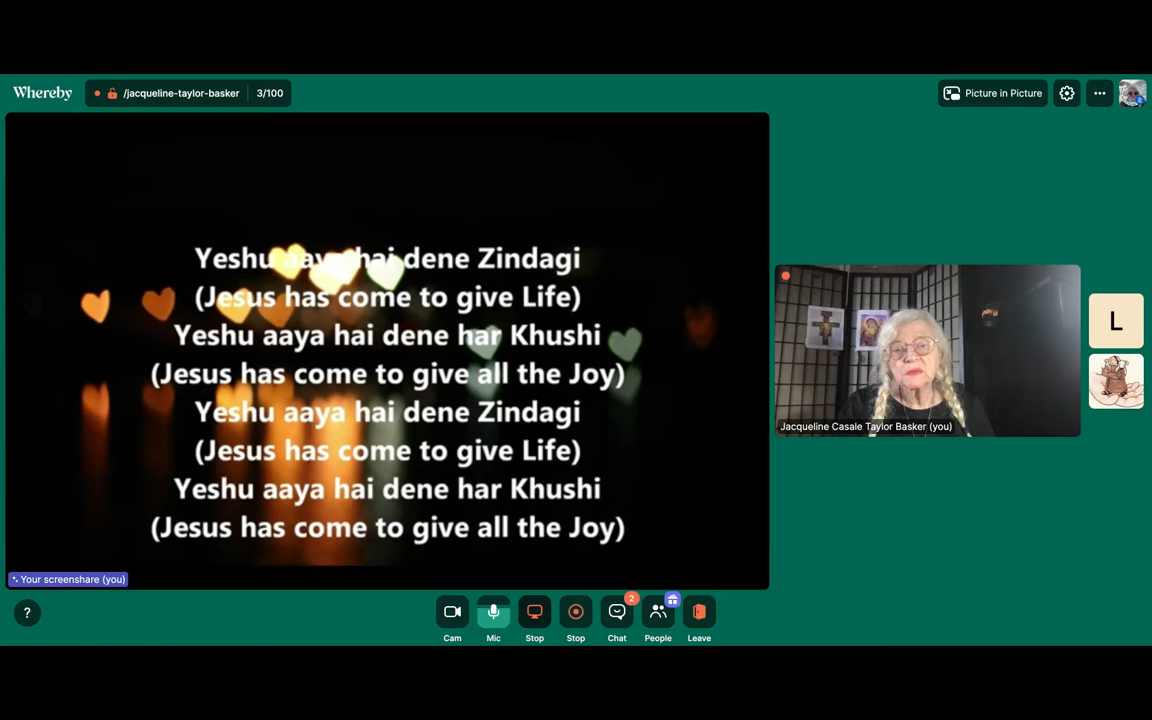 Whereby
/jacqueline-taylor-basker 3/100
Picture in Picture
Yeshu aaya hai dene Zindagi
(Jesus has come to give Life)
Yeshu aaya hai dene har Khushi
(Jesus has come to give all the Joy)
Yeshu aaya hai dene Zindagi
(Jesus has come to give Life)
Yeshu aaya hai dene har Khushi
(Jesus has come to give all the Joy)
Your screenshare (you)
Jacqueline Casale Taylor Basker (you)
L
?
2
Cam Mic Stop Stop Chat People Leave